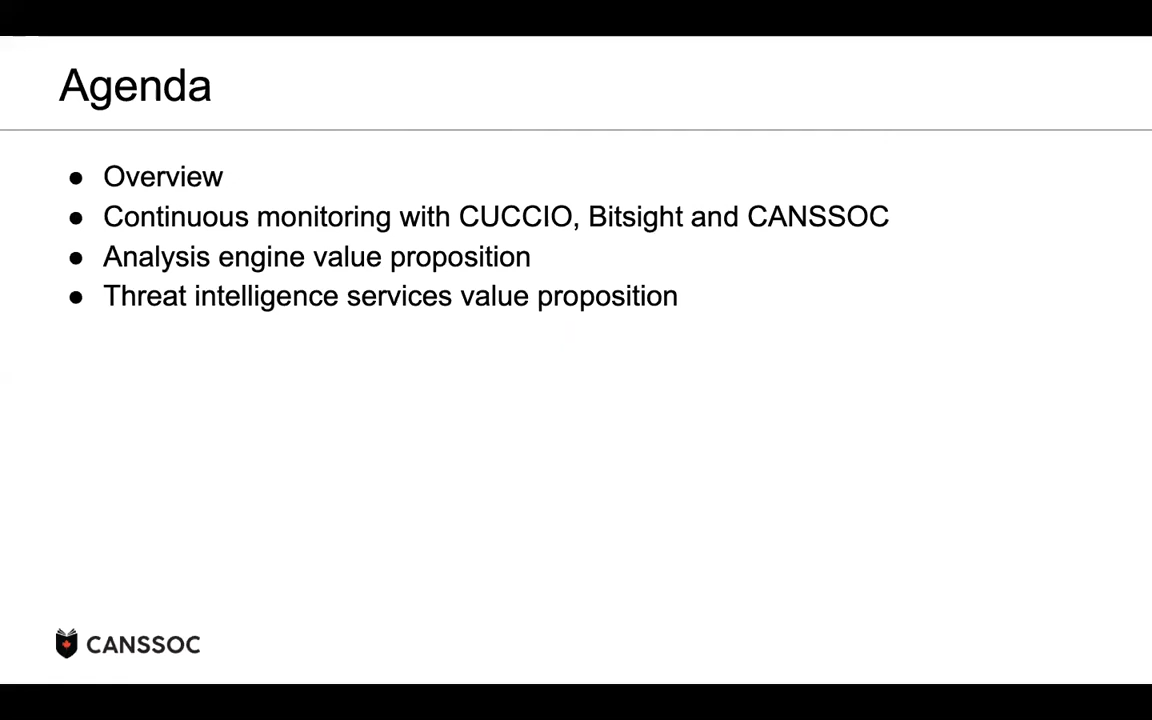 Agenda
● Overview
● Continuous monitoring with CUCCIO, Bitsight and CANSSOC
● Analysis engine value proposition
● Threat intelligence services value proposition
CANSSOC